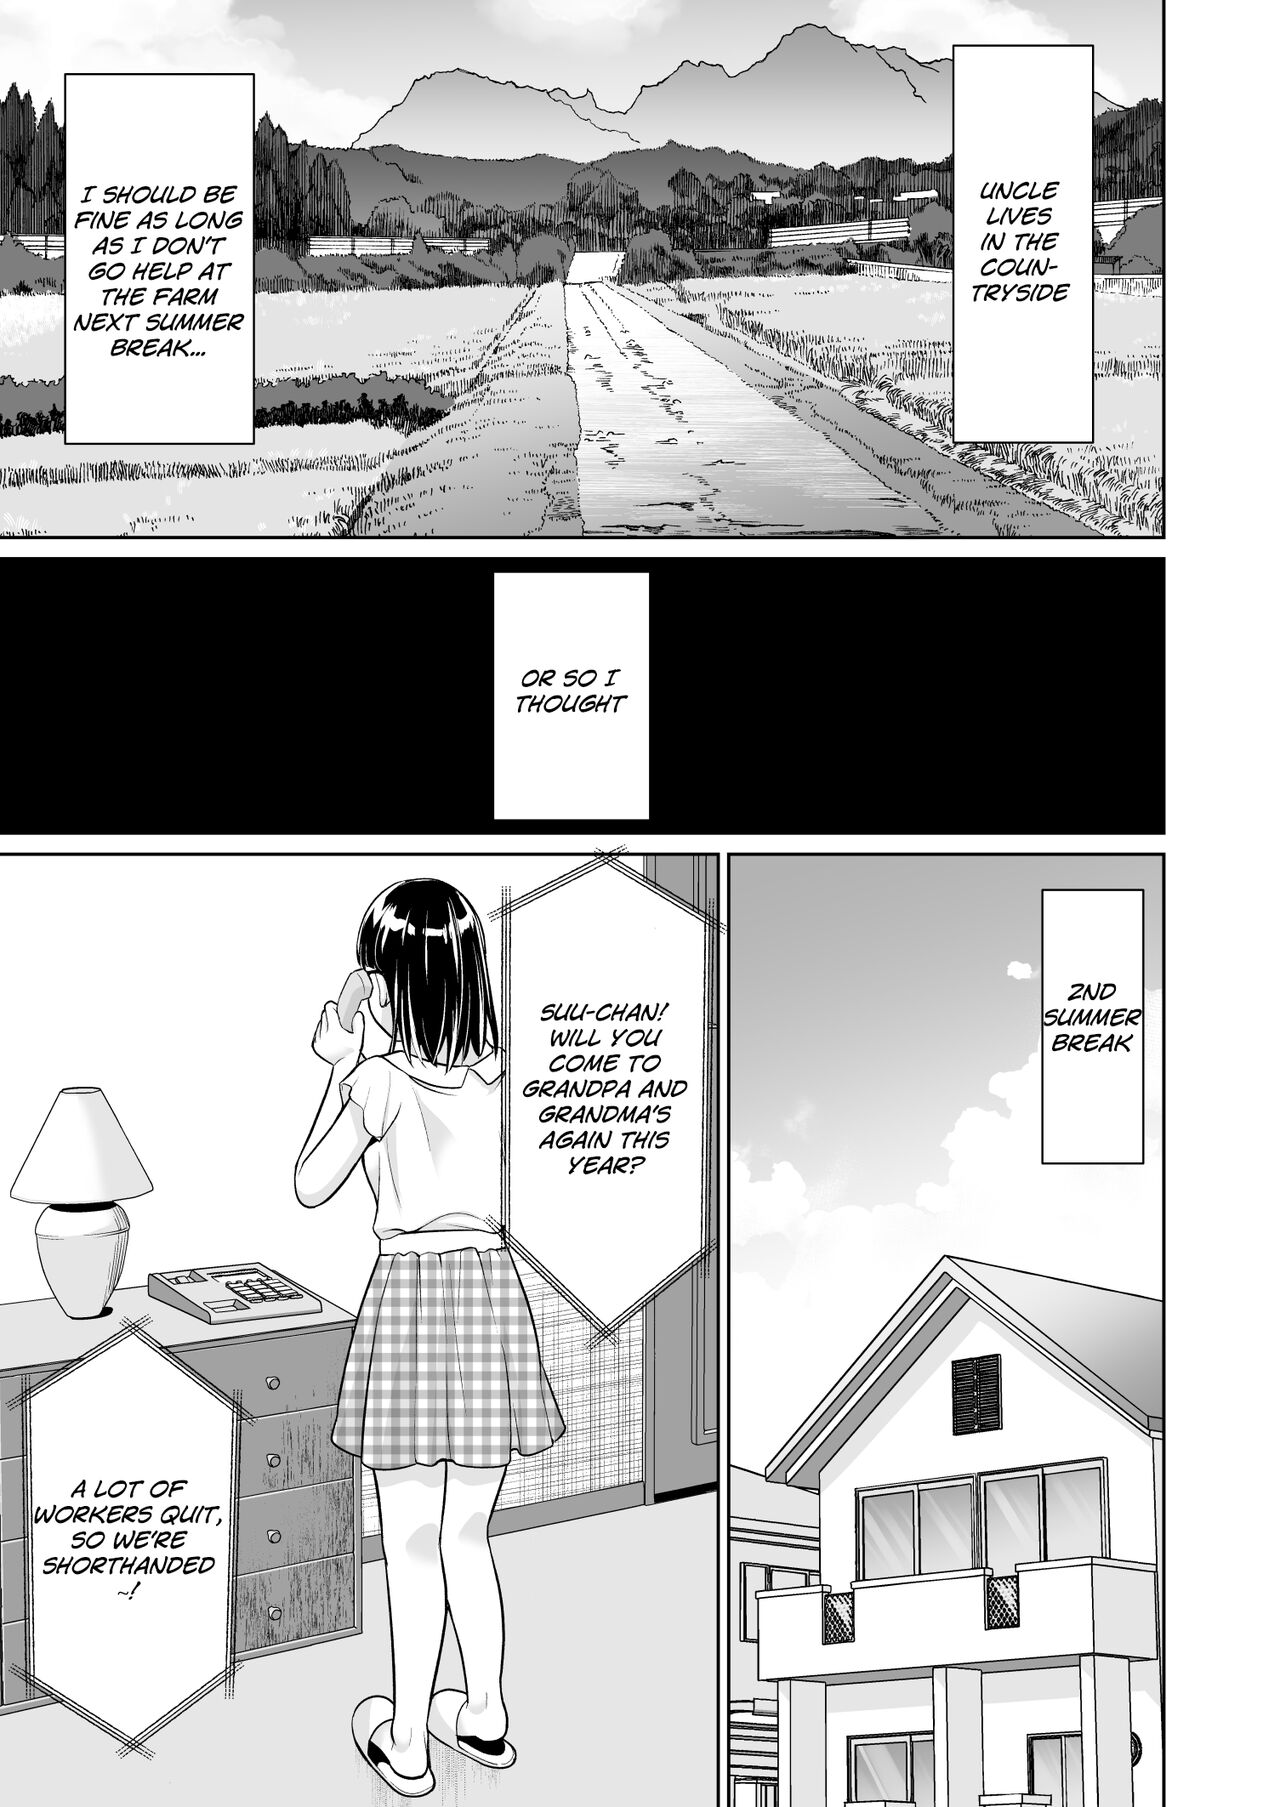 UNCLE
LIVES
IN THE
COUN-
TRYSIDE
I SHOULD BE
FINE AS LONG
AS I DON'T
GO HELP AT
THE FARM
NEXT SUMMER
BREAK...
OR SO I
THOUGHT
2ND
SUMMER
BREAK
SUU-CHAN!
WILL YOU
COME TO
GRANDPA AND
GRANDMA'S
AGAIN THIS
YEAR?
A LOT OF
WORKERS QUIT,
SO WE'RE
SHORTHANDED
~!